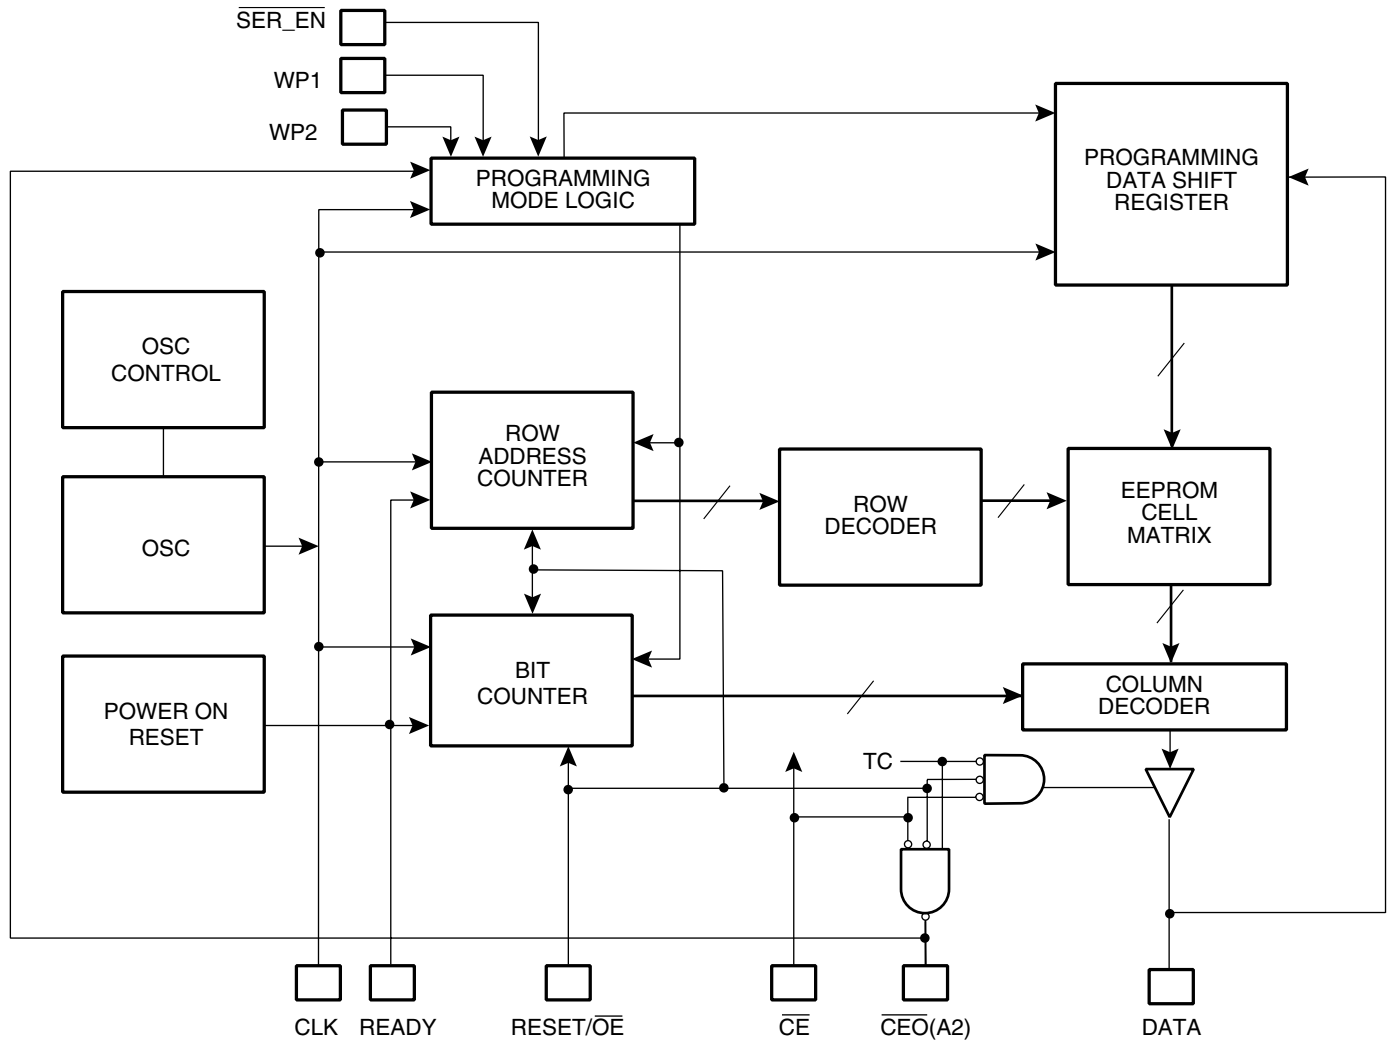 SER_EN
WP1
WP2
PROGRAMMING
MODE LOGIC
PROGRAMMING
DATA SHIFT
REGISTER
OSC
CONTROL
ROW
ADDRESS
COUNTER
ROW
DECODER
EEPROM
CELL
MATRIX
OSC
BIT
COUNTER
COLUMN
DECODER
POWER ON
RESET
TC
CLK
READY
RESET/OE
CE
CEO(A2)
DATA